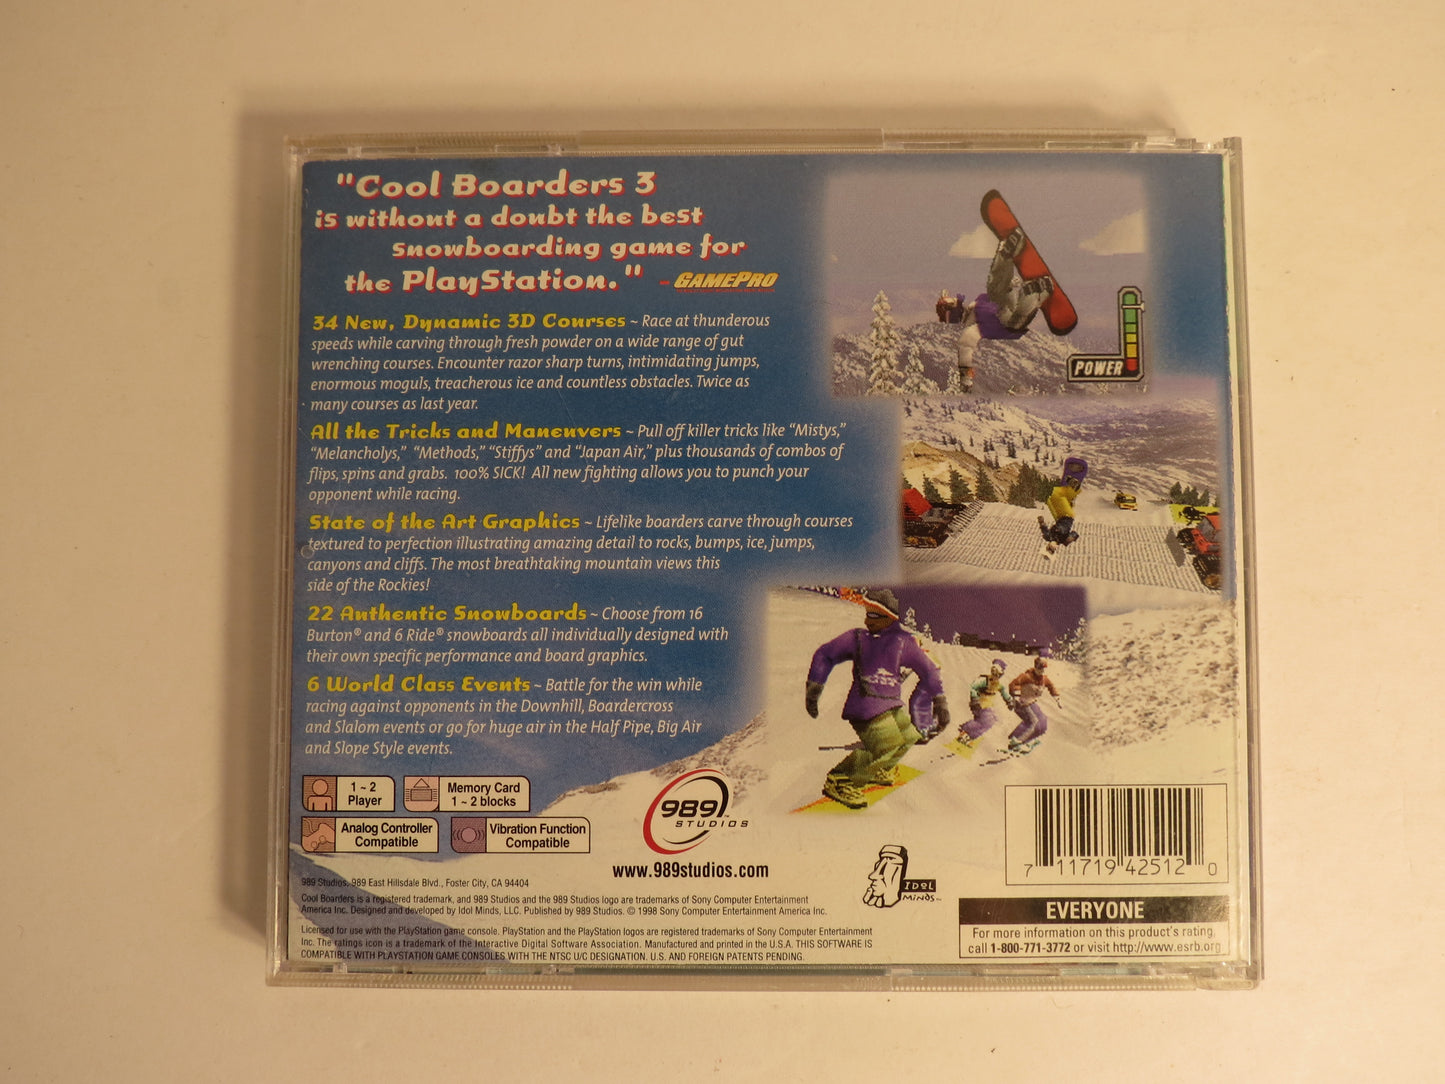 "Cool Boarders 3
is without a doubt the best
snowboarding game for
the PlayStation." – GAMEPRO
34 New, Dynamic 3D Courses ~ Race at thunderous
speeds while carving through fresh powder on a wide range of gut
wrenching courses. Encounter razor sharp turns, intimidating jumps,
enormous moguls, treacherous ice and countless obstacles. Twice as
many courses as last year.
All the Tricks and Maneuvers ~ Pull off killer tricks like "Mistys,"
"Melancholys," "Methods," "Stiffys" and "Japan Air," plus thousands of combos of
flips, spins and grabs. 100% SICK! All new fighting allows you to punch your
opponent while racing.
State of the Art Graphics ~ Lifelike boarders carve through courses
textured to perfection illustrating amazing detail to rocks, bumps, ice, jumps,
canyons and cliffs. The most breathtaking mountain views this
side of the Rockies!
22 Authentic Snowboards ~ Choose from 16
Burton® and 6 Ride® snowboards all individually designed with
their own specific performance and board graphics.
6 World Class Events ~ Battle for the win while
racing against opponents in the Downhill, Boardercross
and Slalom events or go for huge air in the Half Pipe, Big Air
and Slope Style events.
POWER
1 ~ 2
Player
Memory Card
1 ~ 2 blocks
Analog Controller
Compatible
Vibration Function
Compatible
989™
STUDIOS
www.989studios.com
IDOL
MINDS™
7 11719 42512 0
EVERYONE
For more information on this product's rating,
call 1-800-771-3772 or visit http://www.esrb.org
989 Studios, 989 East Hillsdale Blvd., Foster City, CA 94404
Cool Boarders is a registered trademark, and 989 Studios and the 989 Studios logo are trademarks of Sony Computer Entertainment
America Inc. Designed and developed by Idol Minds, LLC. Published by 989 Studios. © 1998 Sony Computer Entertainment America Inc.
Licensed for use with the PlayStation game console. PlayStation and the PlayStation logos are registered trademarks of Sony Computer Entertainment
Inc. The ratings icon is a trademark of the Interactive Digital Software Association. Manufactured and printed in the U.S.A. THIS SOFTWARE IS
COMPATIBLE WITH PLAYSTATION GAME CONSOLES WITH THE NTSC U/C DESIGNATION. U.S. AND FOREIGN PATENTS PENDING.